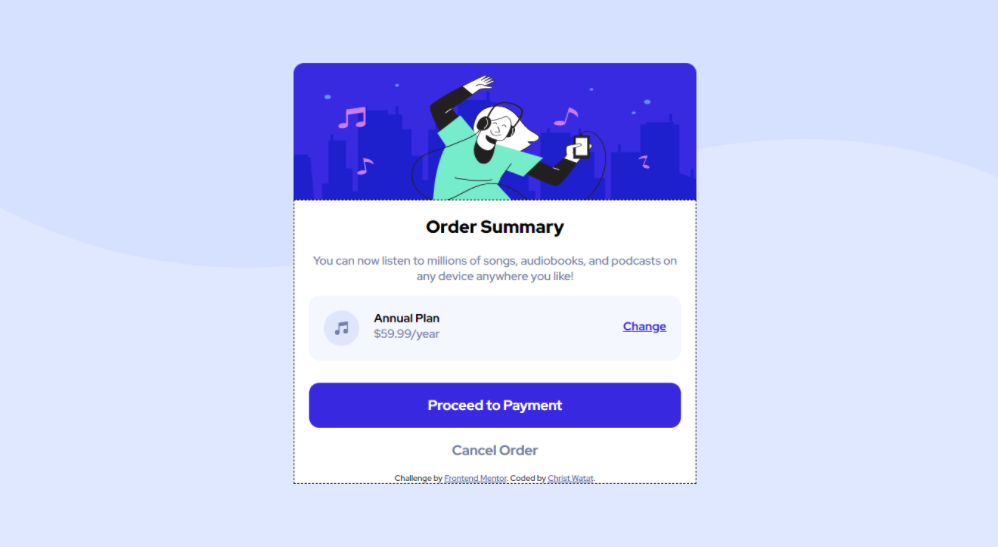 Order Summary
You can now listen to millions of songs, audiobooks, and podcasts on
any device anywhere you like!
Annual Plan
$59.99/year
Change
Proceed to Payment
Cancel Order
Challenge by Frontend Mentor. Coded by Christ Watat.